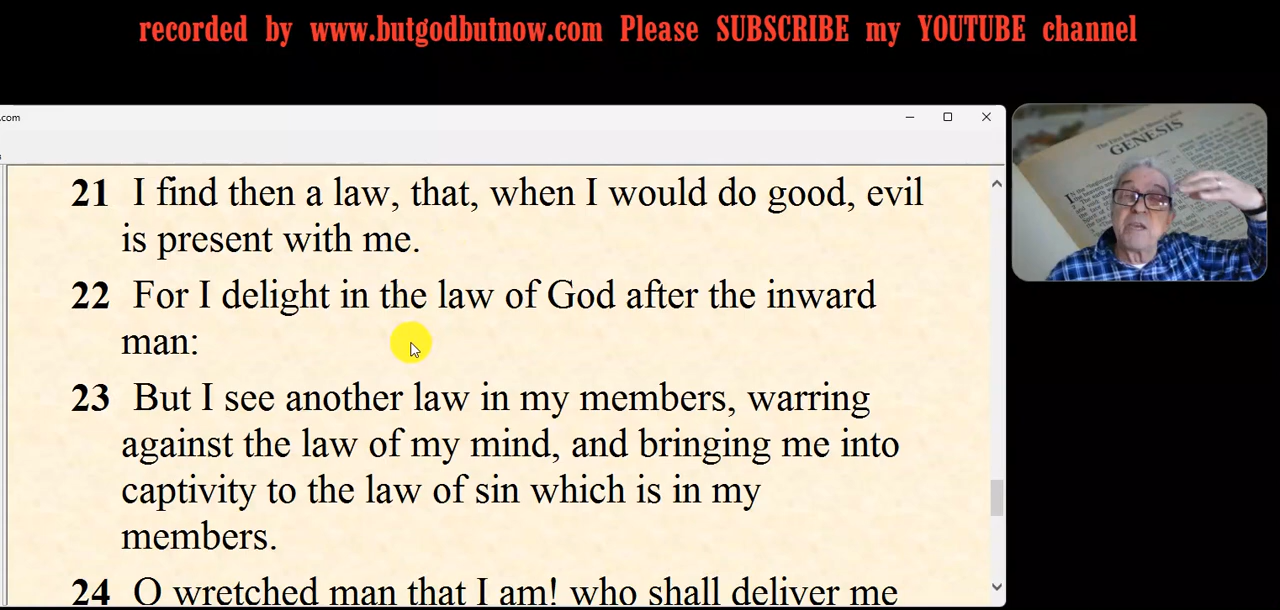 recorded by www.butgodbutnow.com Please SUBSCRIBE my YOUTUBE channel
.com
21 I find then a law, that, when I would do good, evil
is present with me.
22 For I delight in the law of God after the inward
man:
23 But I see another law in my members, warring
against the law of my mind, and bringing me into
captivity to the law of sin which is in my
members.
24 O wretched man that I am! who shall deliver me
GENESIS